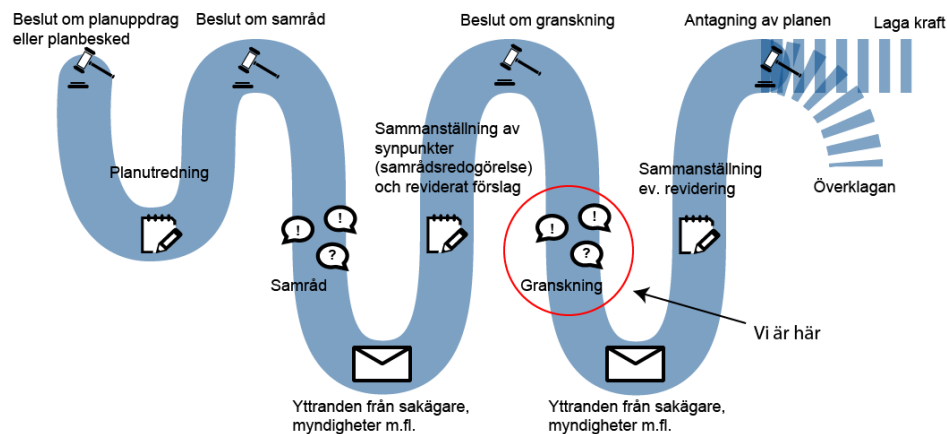 Beslut om planuppdrag
eller planbesked
Beslut om samråd
Beslut om granskning
Antagning av planen
Laga kraft
Planutredning
Sammanställning av
synpunkter
(samrådsredogörelse)
och reviderat förslag
Sammanställning
ev. revidering
Överklagan
!
!
?
Samråd
!
!
?
Granskning
Vi är här
Yttranden från sakägare,
myndigheter m.fl.
Yttranden från sakägare,
myndigheter m.fl.